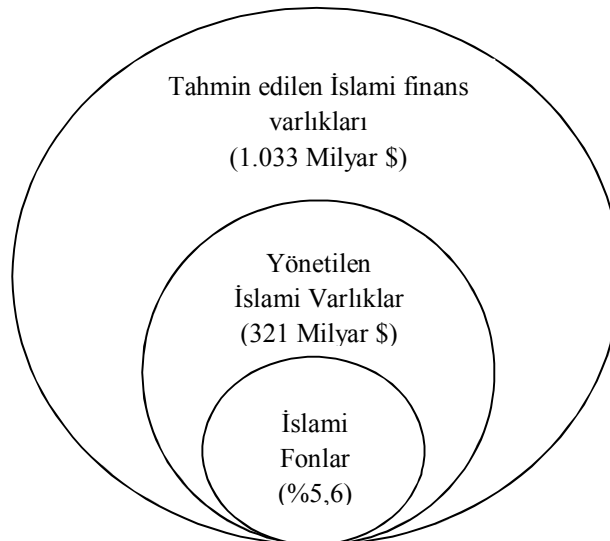 Tahmin edilen İslami finans
varlıkları
(1.033 Milyar $)
Yönetilen
İslami Varlıklar
(321 Milyar $)
İslami
Fonlar
(%5,6)